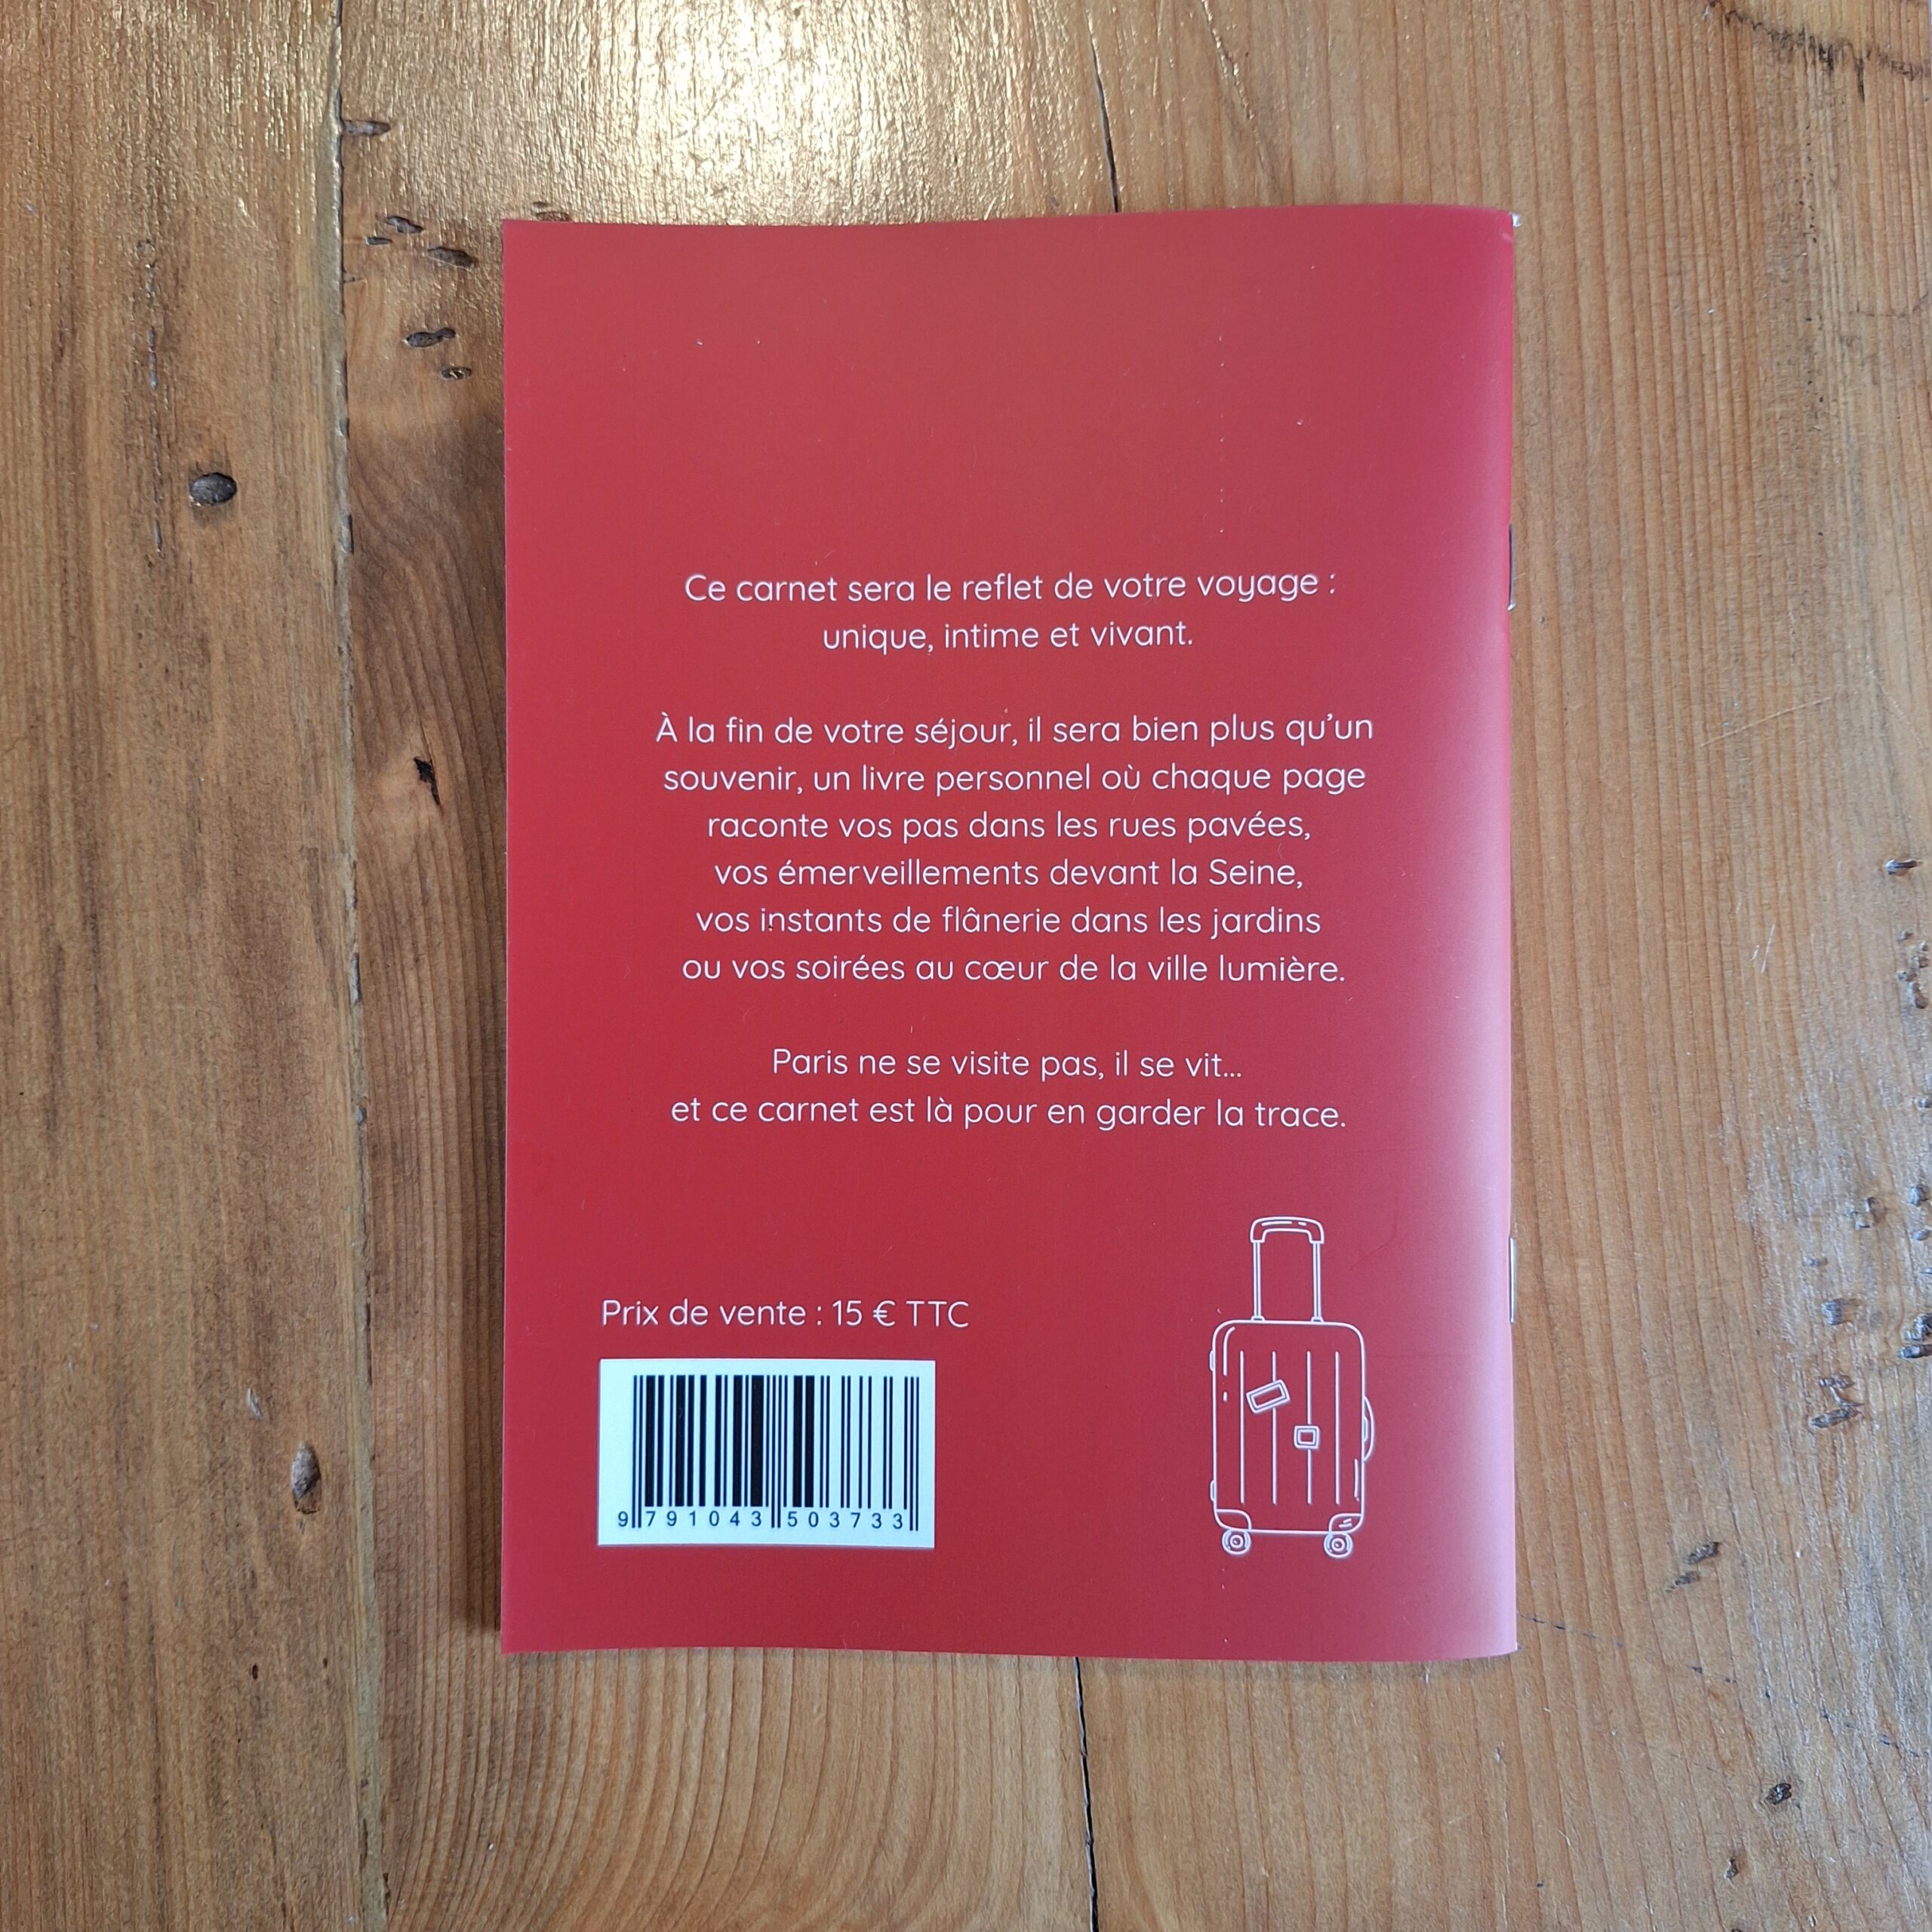 Ce carnet sera le reflet de votre voyage :
unique, intime et vivant.
À la fin de votre séjour, il sera bien plus qu’un
souvenir, un livre personnel où chaque page
raconte vos pas dans les rues pavées,
vos émerveillements devant la Seine,
vos instants de flânerie dans les jardins
ou vos soirées au cœur de la ville lumière.
Paris ne se visite pas, il se vit...
et ce carnet est là pour en garder la trace.
Prix de vente : 15 € TTC
9 791043 503733